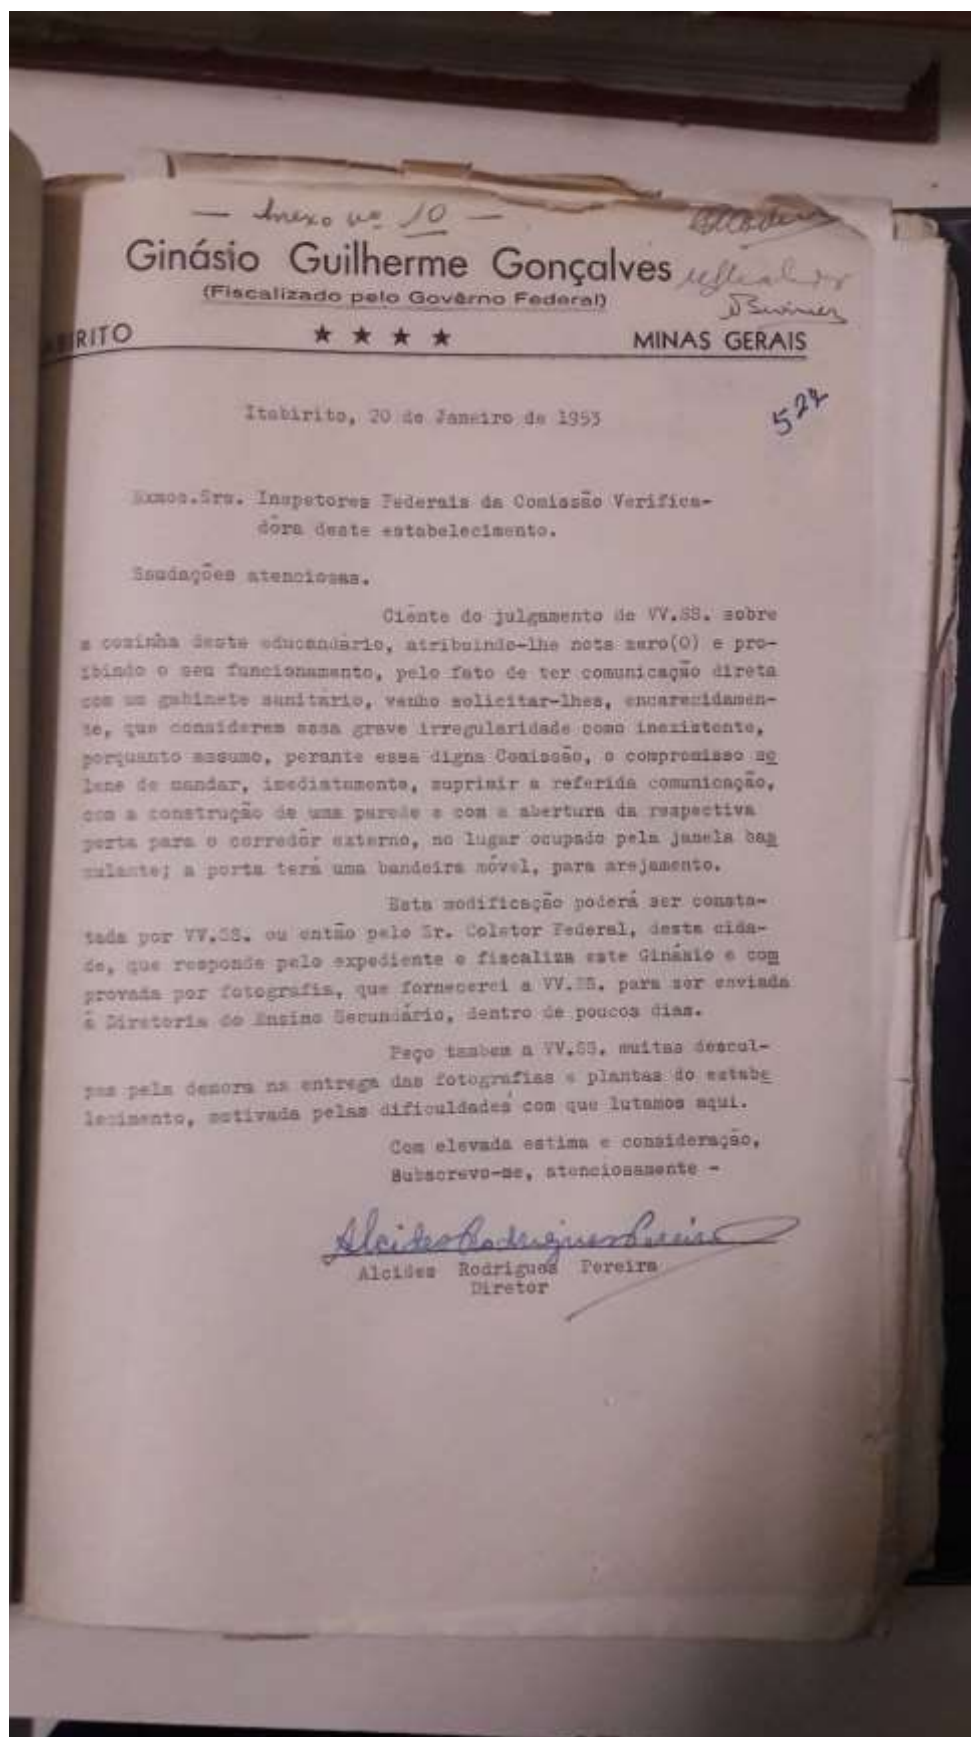 — Anexo nº 10 —
Ginásio Guilherme Gonçalves
(Fiscalizado pelo Govêrno Federal)
BIRITO ★ ★ ★ ★ MINAS GERAIS
522
Itabirito, 20 de Janeiro de 1953
Exmos.Srs. Inspetores Federais da Comissão Verifica-
dôra deste estabelecimento.
Saudações atenciosas.
Ciente do julgamento de VV.SS. sobre
a cozinha deste educandário, atribuindo-lhe nota zero(0) e pro-
ibindo o seu funcionamento, pelo fato de ter comunicação direta
com um gabinete sanitário, venho solicitar-lhes, encarecidamen-
te, que considerem essa grave irregularidade como inexistente,
porquanto assumo, perante essa digna Comissão, o compromisso so
lene de mandar, imediatamente, suprimir a referida comunicação,
com a construção de uma parede e com a abertura da respectiva
porta para o corredôr externo, no lugar ocupado pela janela bas
culante; a porta terá uma bandeira móvel, para arejamento.
Esta modificação poderá ser consta-
tada por VV.SS. ou então pelo Sr. Coletor Federal, desta cida-
de, que responde pelo expediente e fiscaliza este Ginásio e com
provada por fotografia, que fornecerei a VV.SS. para ser enviada
à Diretoria do Ensino Secundário, dentro de poucos dias.
Peço tambem a VV.SS. muitas descul-
pas pela demora na entrega das fotografias e plantas do estabe
lecimento, motivada pelas dificuldades com que lutamos aqui.
Com elevada estima e consideração,
Subscrevo-me, atenciosamente -
Alcides Rodrigues Pereira
Alcides Rodrigues Pereira
Diretor